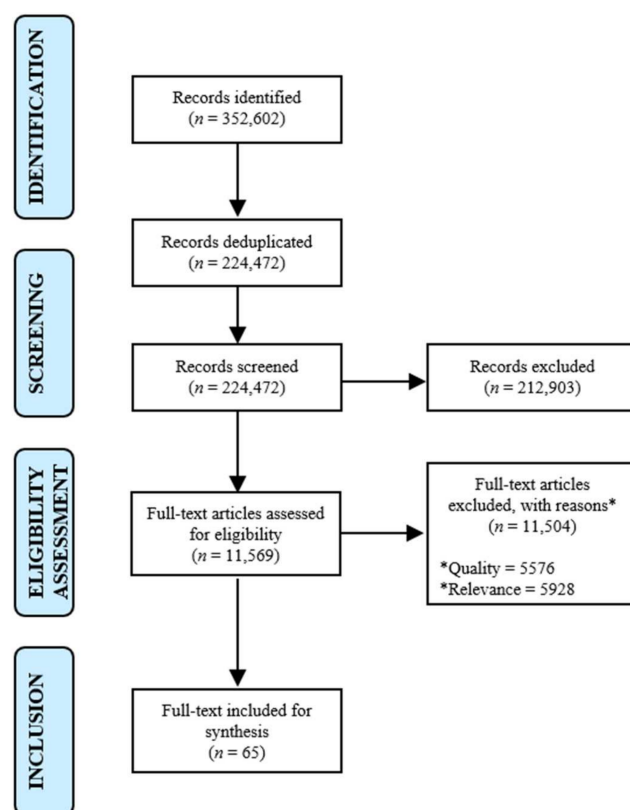 IDENTIFICATION
Records identified
(n = 352,602)
Records deduplicated
(n = 224,472)
SCREENING
Records screened
(n = 224,472)
Records excluded
(n = 212,903)
ELIGIBILITY
ASSESSMENT
Full-text articles assessed
for eligibility
(n = 11,569)
Full-text articles
excluded, with reasons*
(n = 11,504)
*Quality = 5576
*Relevance = 5928
INCLUSION
Full-text included for
synthesis
(n = 65)